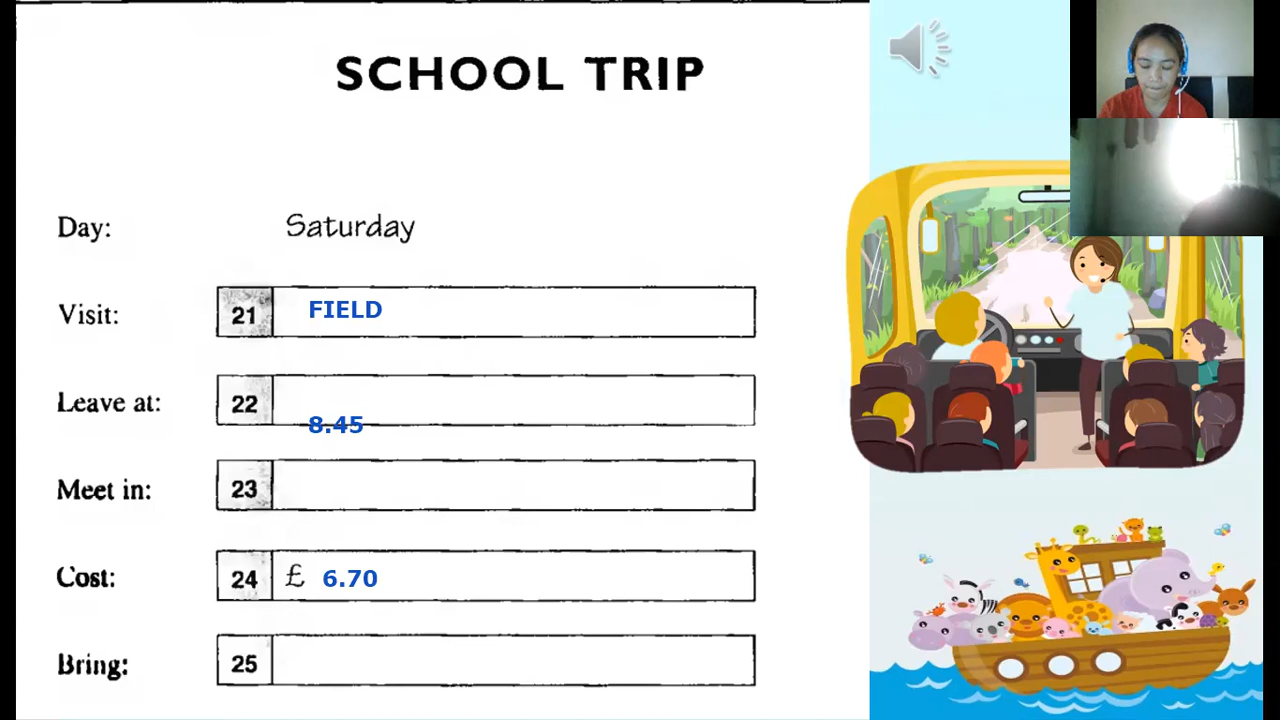 SCHOOL TRIP
Day: Saturday
Visit: 21 FIELD
Leave at: 22 8.45
Meet in: 23
Cost: 24 £ 6.70
Bring: 25